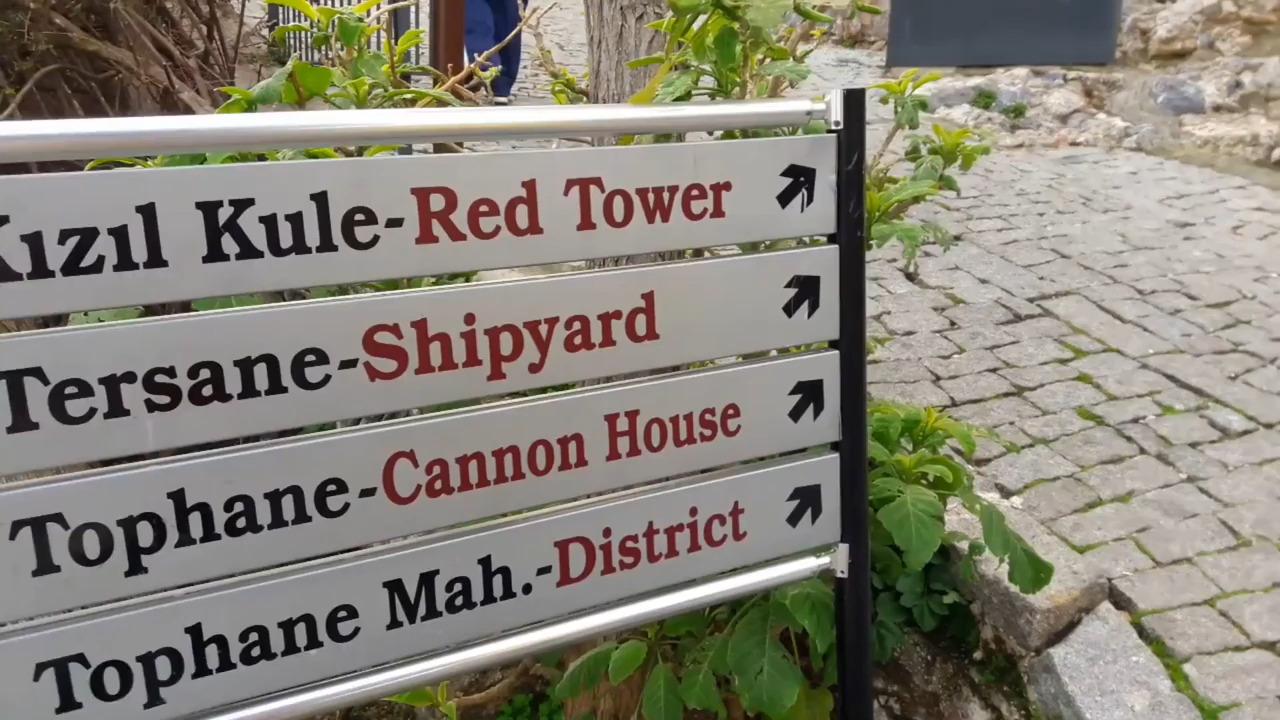 Kızıl Kule-Red Tower
Tersane-Shipyard
Tophane-Cannon House
Tophane Mah.-District